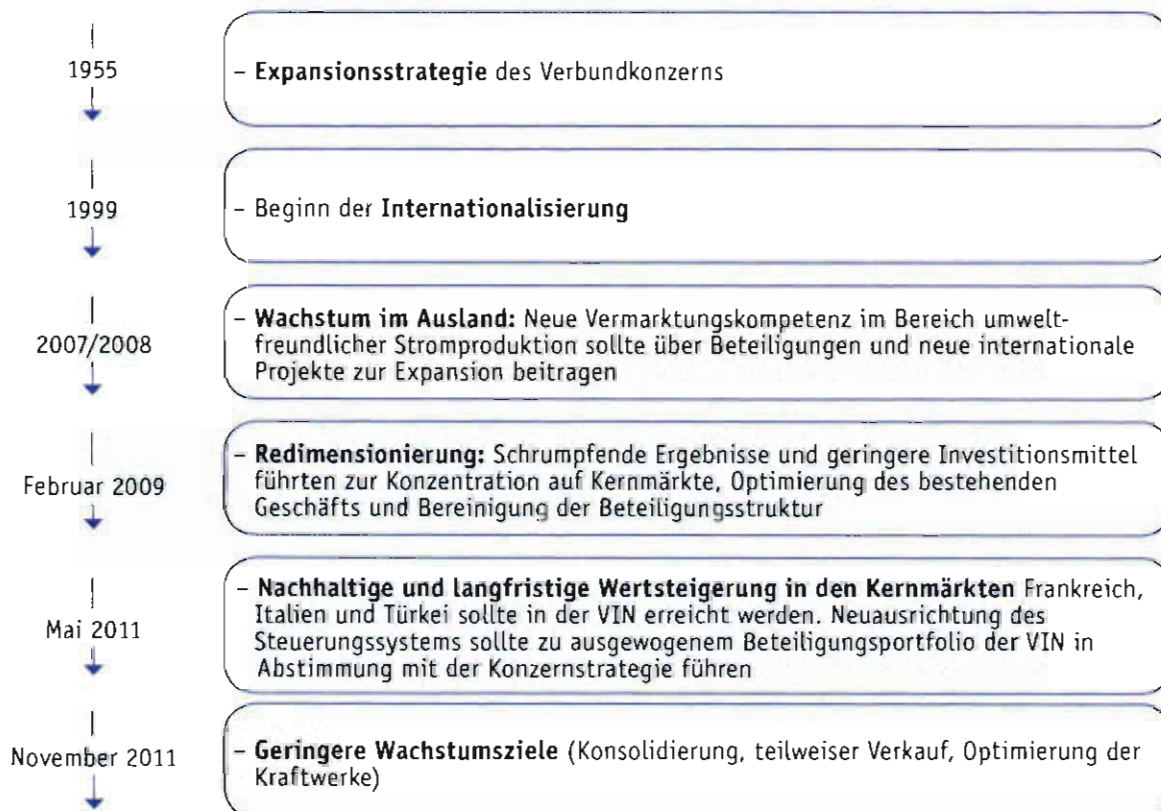 1955
– Expansionsstrategie des Verbundkonzerns
1999
– Beginn der Internationalisierung
2007/2008
– Wachstum im Ausland: Neue Vermarktungskompetenz im Bereich umwelt-
freundlicher Stromproduktion sollte über Beteiligungen und neue internationale
Projekte zur Expansion beitragen
Februar 2009
– Redimensionierung: Schrumpfende Ergebnisse und geringere Investitionsmittel
führten zur Konzentration auf Kernmärkte, Optimierung des bestehenden
Geschäfts und Bereinigung der Beteiligungsstruktur
Mai 2011
– Nachhaltige und langfristige Wertsteigerung in den Kernmärkten Frankreich,
Italien und Türkei sollte in der VIN erreicht werden. Neuausrichtung des
Steuerungssystems sollte zu ausgewogenem Beteiligungsportfolio der VIN in
Abstimmung mit der Konzernstrategie führen
November 2011
– Geringere Wachstumsziele (Konsolidierung, teilweiser Verkauf, Optimierung der
Kraftwerke)